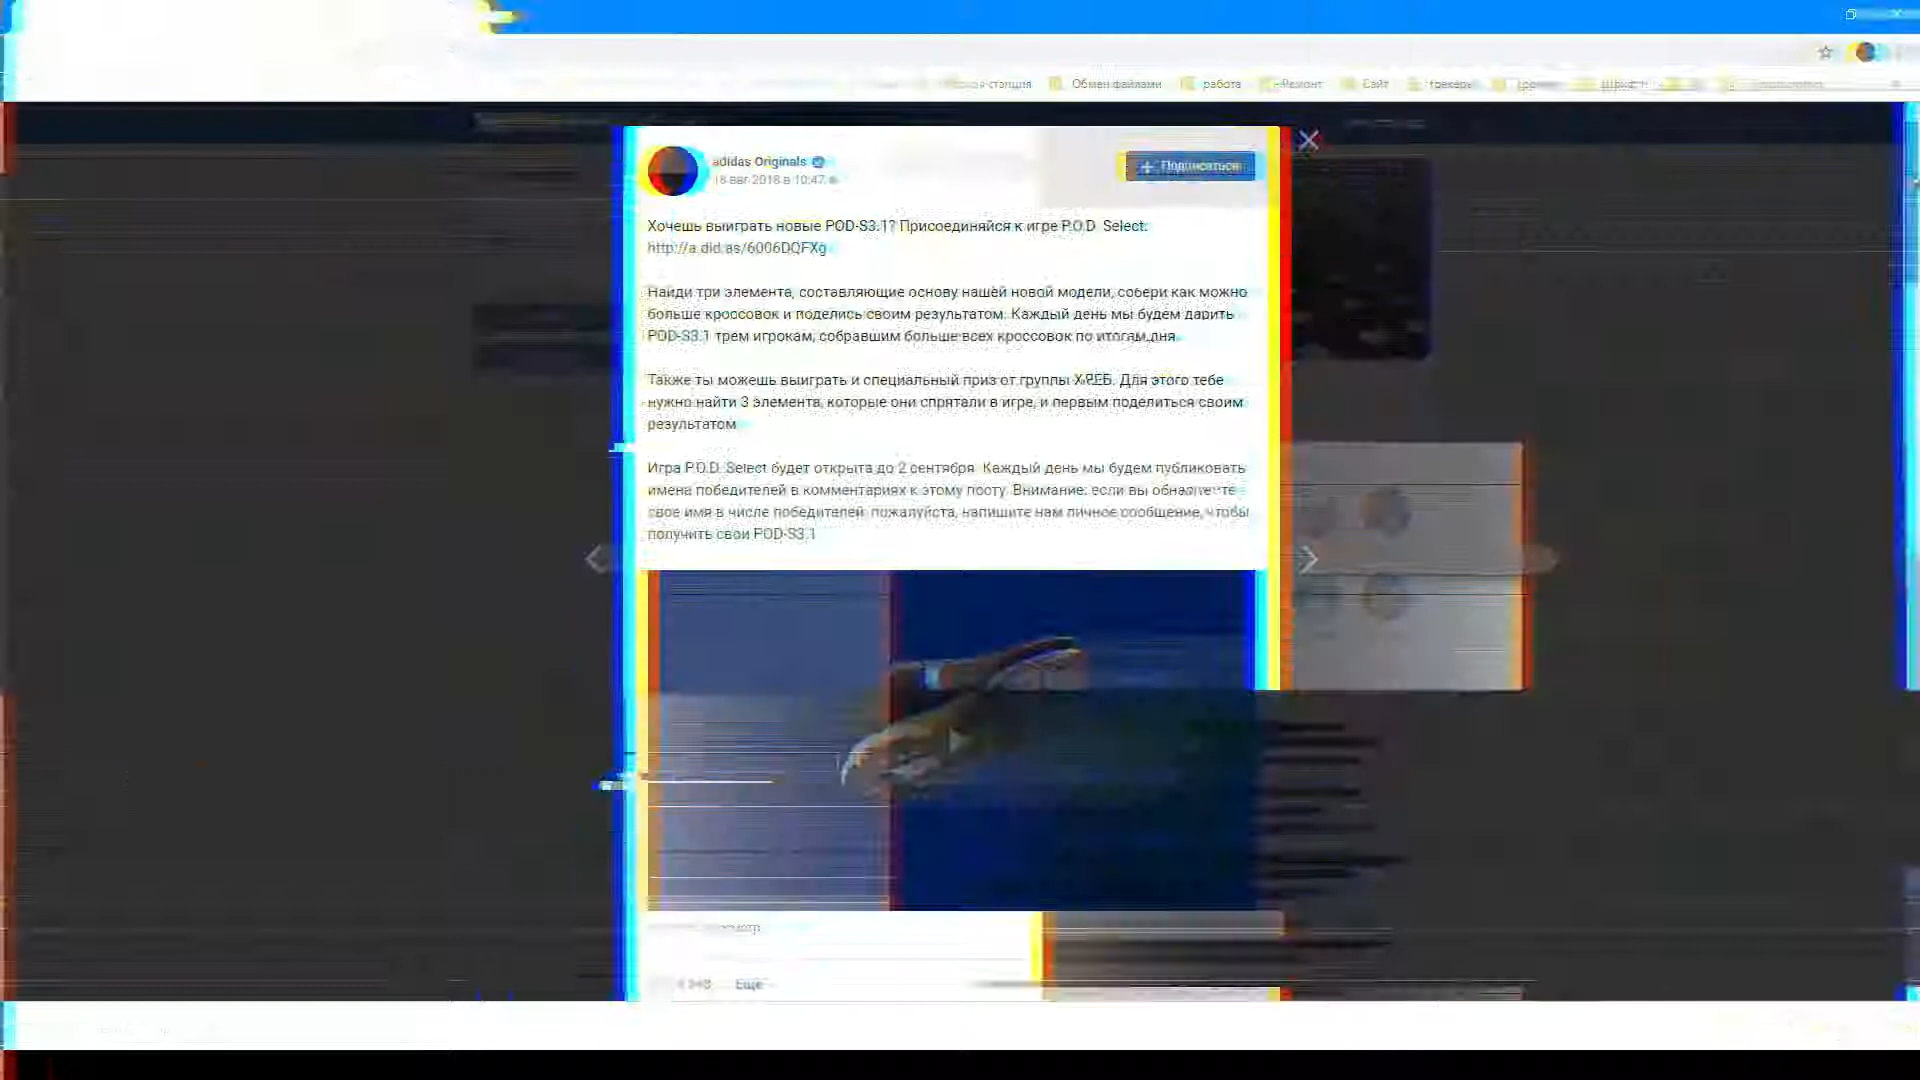 станция Обмен файлами работа Ремонт Сайт Трекеры
adidas Originals
18 авг 2018 в 10:47
Подписаться
Хочешь выиграть новые POD-S3.1? Присоединяйся к игре P.O.D. Select:
http://a.did.as/6006DQFXg
Найди три элемента, составляющие основу нашей новой модели, собери как можно
больше кроссовок и поделись своим результатом. Каждый день мы будем дарить
POD-S3.1 трем игрокам, собравшим больше всех кроссовок по итогам дня.
Также ты можешь выиграть и специальный приз от группы ХЛЕБ. Для этого тебе
нужно найти 3 элемента, которые они спрятали в игре, и первым поделиться своим
результатом
Игра P.O.D. Select будет открыта до 2 сентября. Каждый день мы будем публиковать
имена победителей в комментариях к этому посту. Внимание: если вы обнаружите
свое имя в числе победителей, пожалуйста, напишите нам личное сообщение, чтобы
получить свои POD-S3.1
Ещё